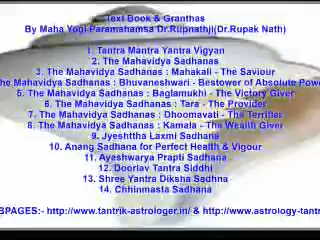 Text Book & Granthas
By Maha Yogi Paramahamsa Dr.Rupnathji(Dr.Rupak Nath)
1. Tantra Mantra Yantra Vigyan
2. The Mahavidya Sadhanas
3. The Mahavidya Sadhanas : Mahakali - The Saviour
he Mahavidya Sadhanas : Bhuvaneshwari - Bestower of Absolute Powe
5. The Mahavidya Sadhanas : Baglamukhi - The Victory Giver
6. The Mahavidya Sadhanas : Tara - The Provider
7. The Mahavidya Sadhanas : Dhoomavati - The Terrifier
8. The Mahavidya Sadhanas : Kamala - The Wealth Giver
9. Jyeshttha Laxmi Sadhana
10. Anang Sadhana for Perfect Health & Vigour
11. Ayeshwarya Prapti Sadhana
12. Doorlav Tantra Siddhi
13. Shree Yantra Diksha Sadhna
14. Chhinmasta Sadhana
SPAGES:- http://www.tantrik-astrologer.in/ & http://www.astrology-tantr